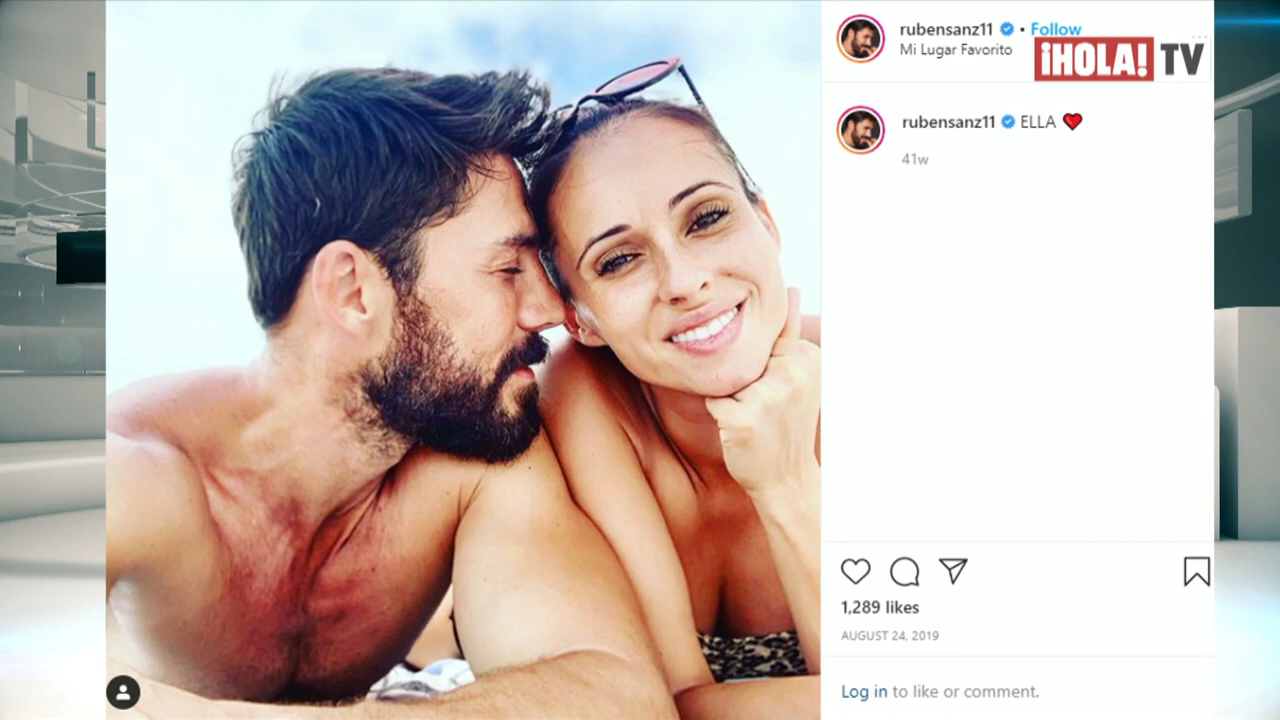 rubensanz11 • Follow
Mi Lugar Favorito
¡HOLA! TV
rubensanz11 ELLA
41w
1,289 likes
AUGUST 24, 2019
Log in to like or comment.